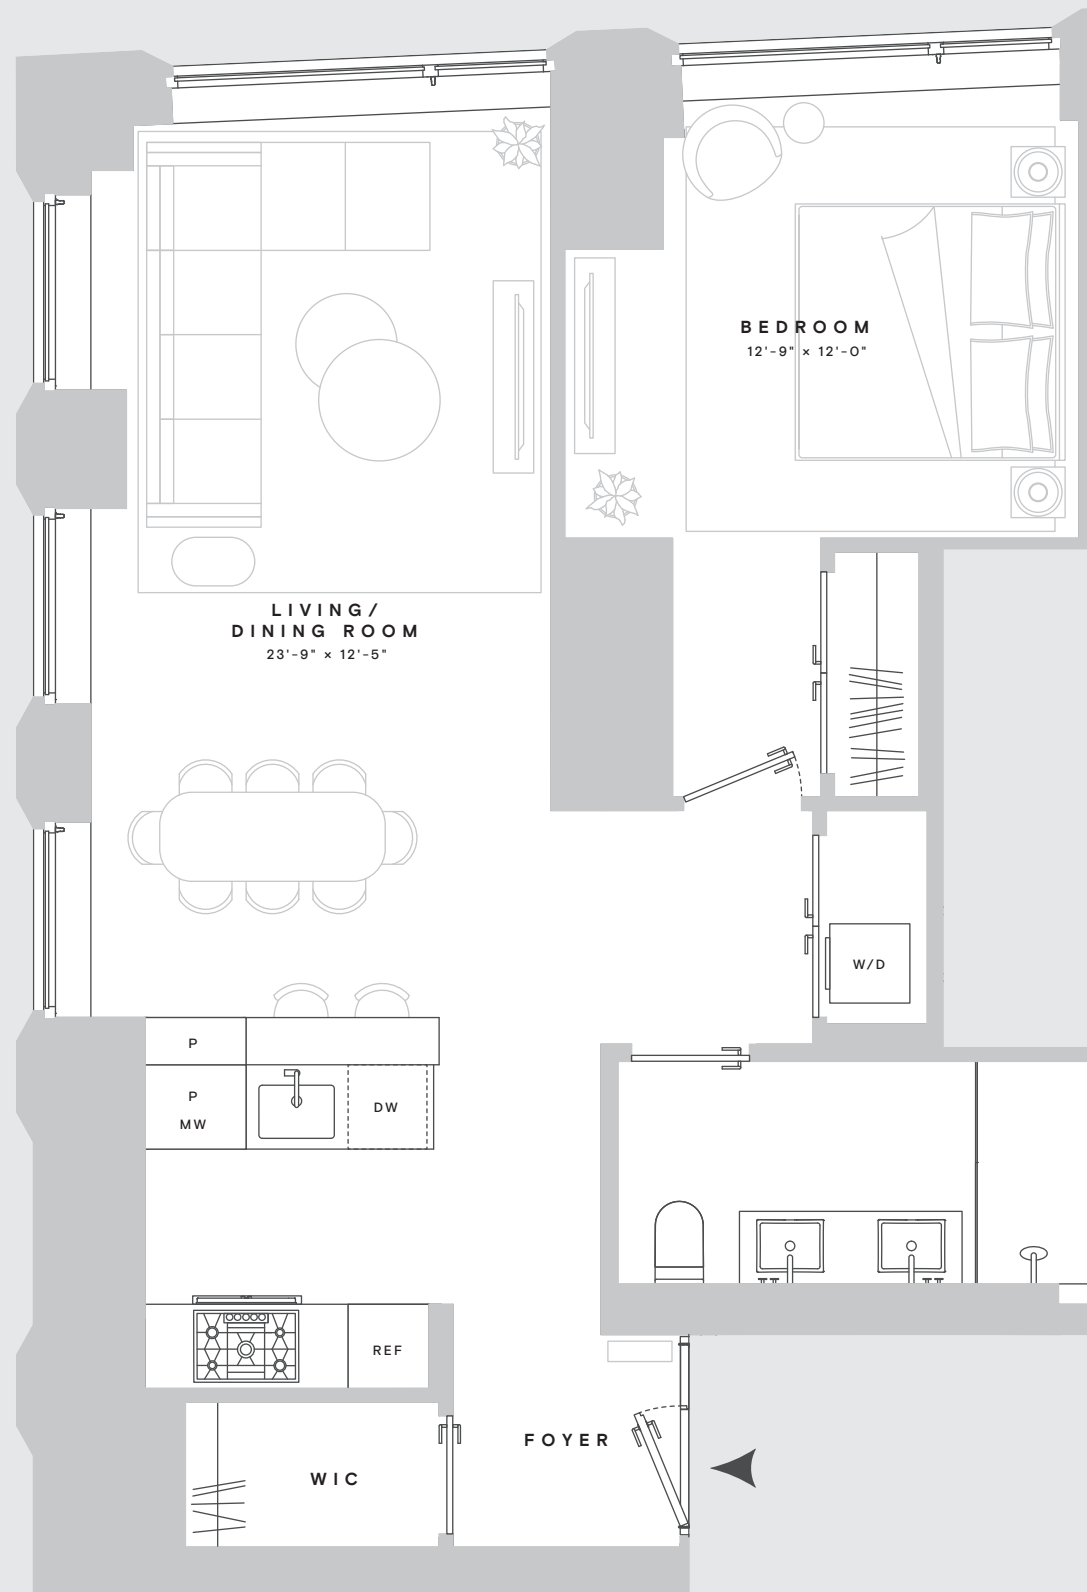 BEDROOM
12'-9" × 12'-0"
LIVING/
DINING ROOM
23'-9" × 12'-5"
W/D
P
P
MW
DW
REF
FOYER
WIC